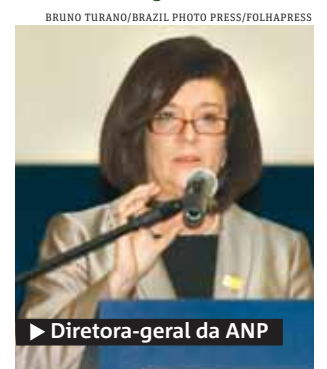 BRUNO TURANO/BRAZIL PHOTO PRESS/FOLHAPRESS
▶ Diretora-geral da ANP